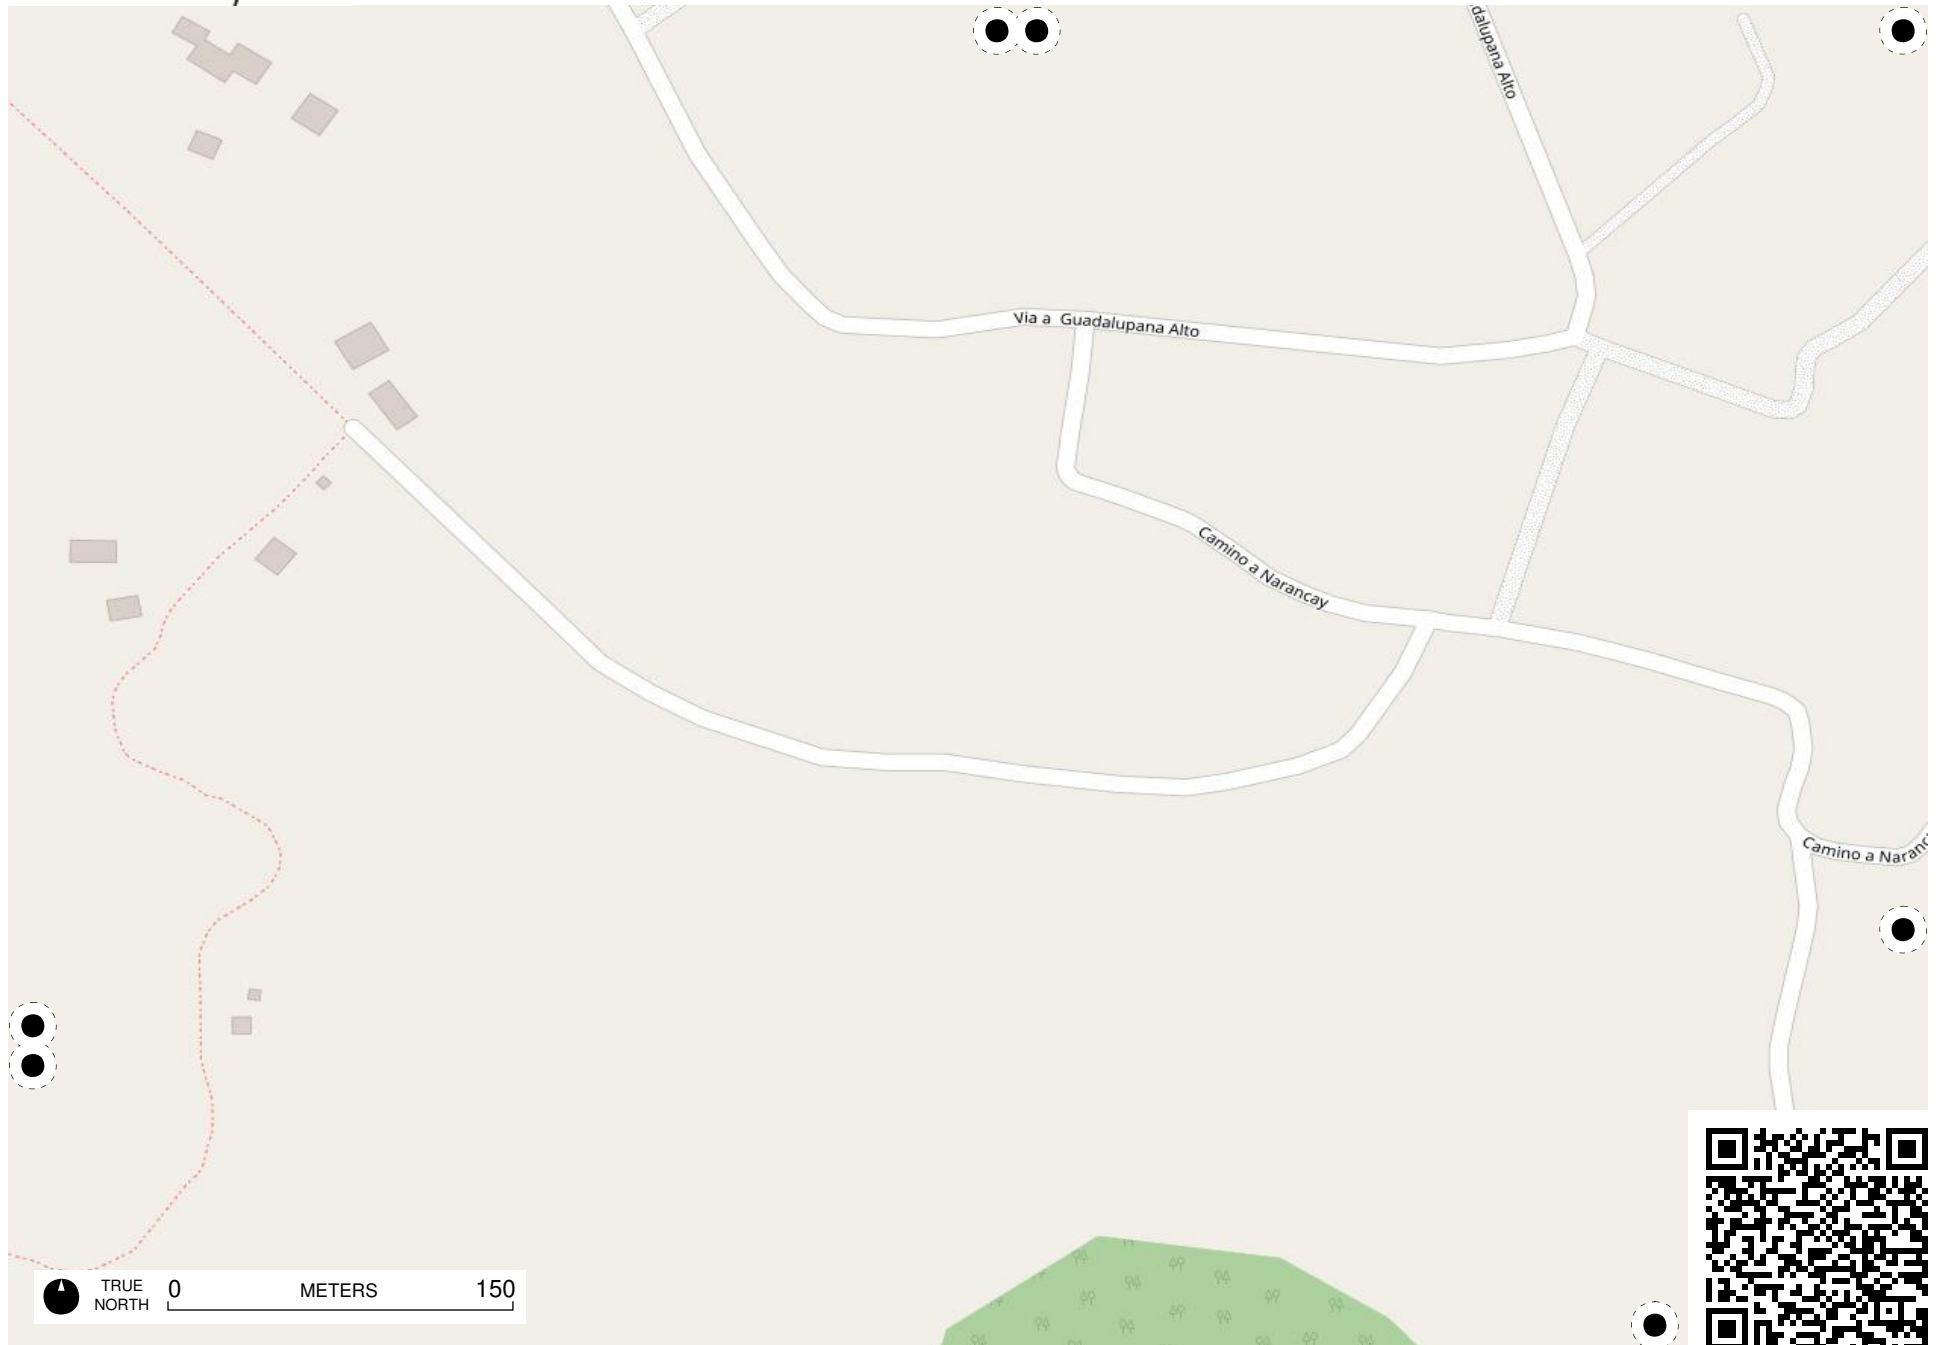 dalupana Alto
Via a Guadalupana Alto
Camino a Narancay
Camino a Naranc
TRUE
NORTH
0 METERS 150